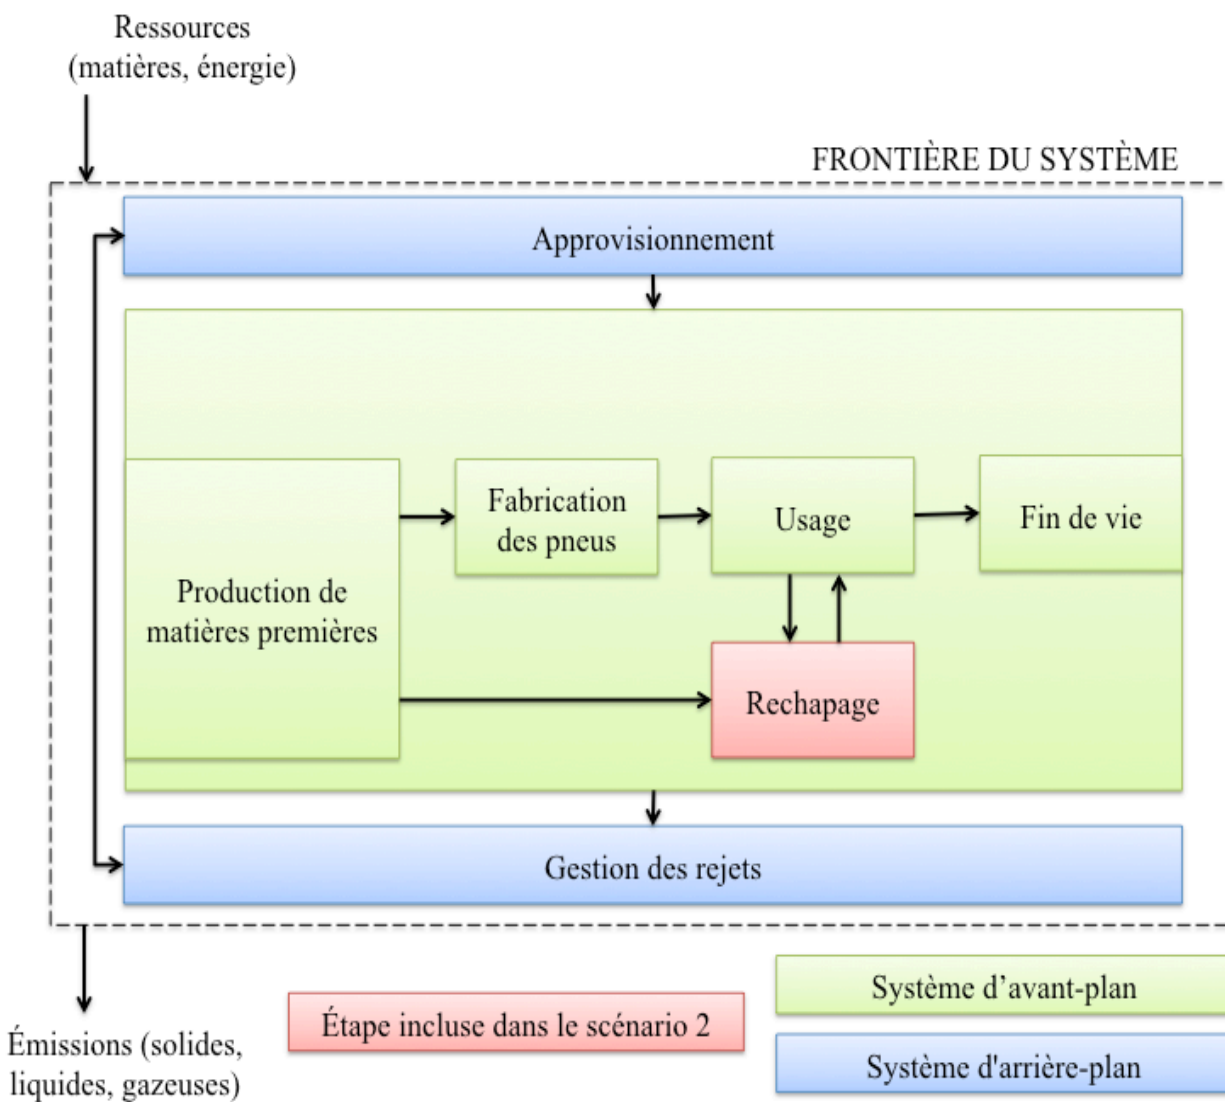 Ressources
(matières, énergie)
FRONTIÈRE DU SYSTÈME
Approvisionnement
Production de
matières premières
Fabrication
des pneus
Usage
Fin de vie
Rechapage
Gestion des rejets
Émissions (solides,
liquides, gazeuses)
Étape incluse dans le scénario 2
Système d’avant-plan
Système d'arrière-plan